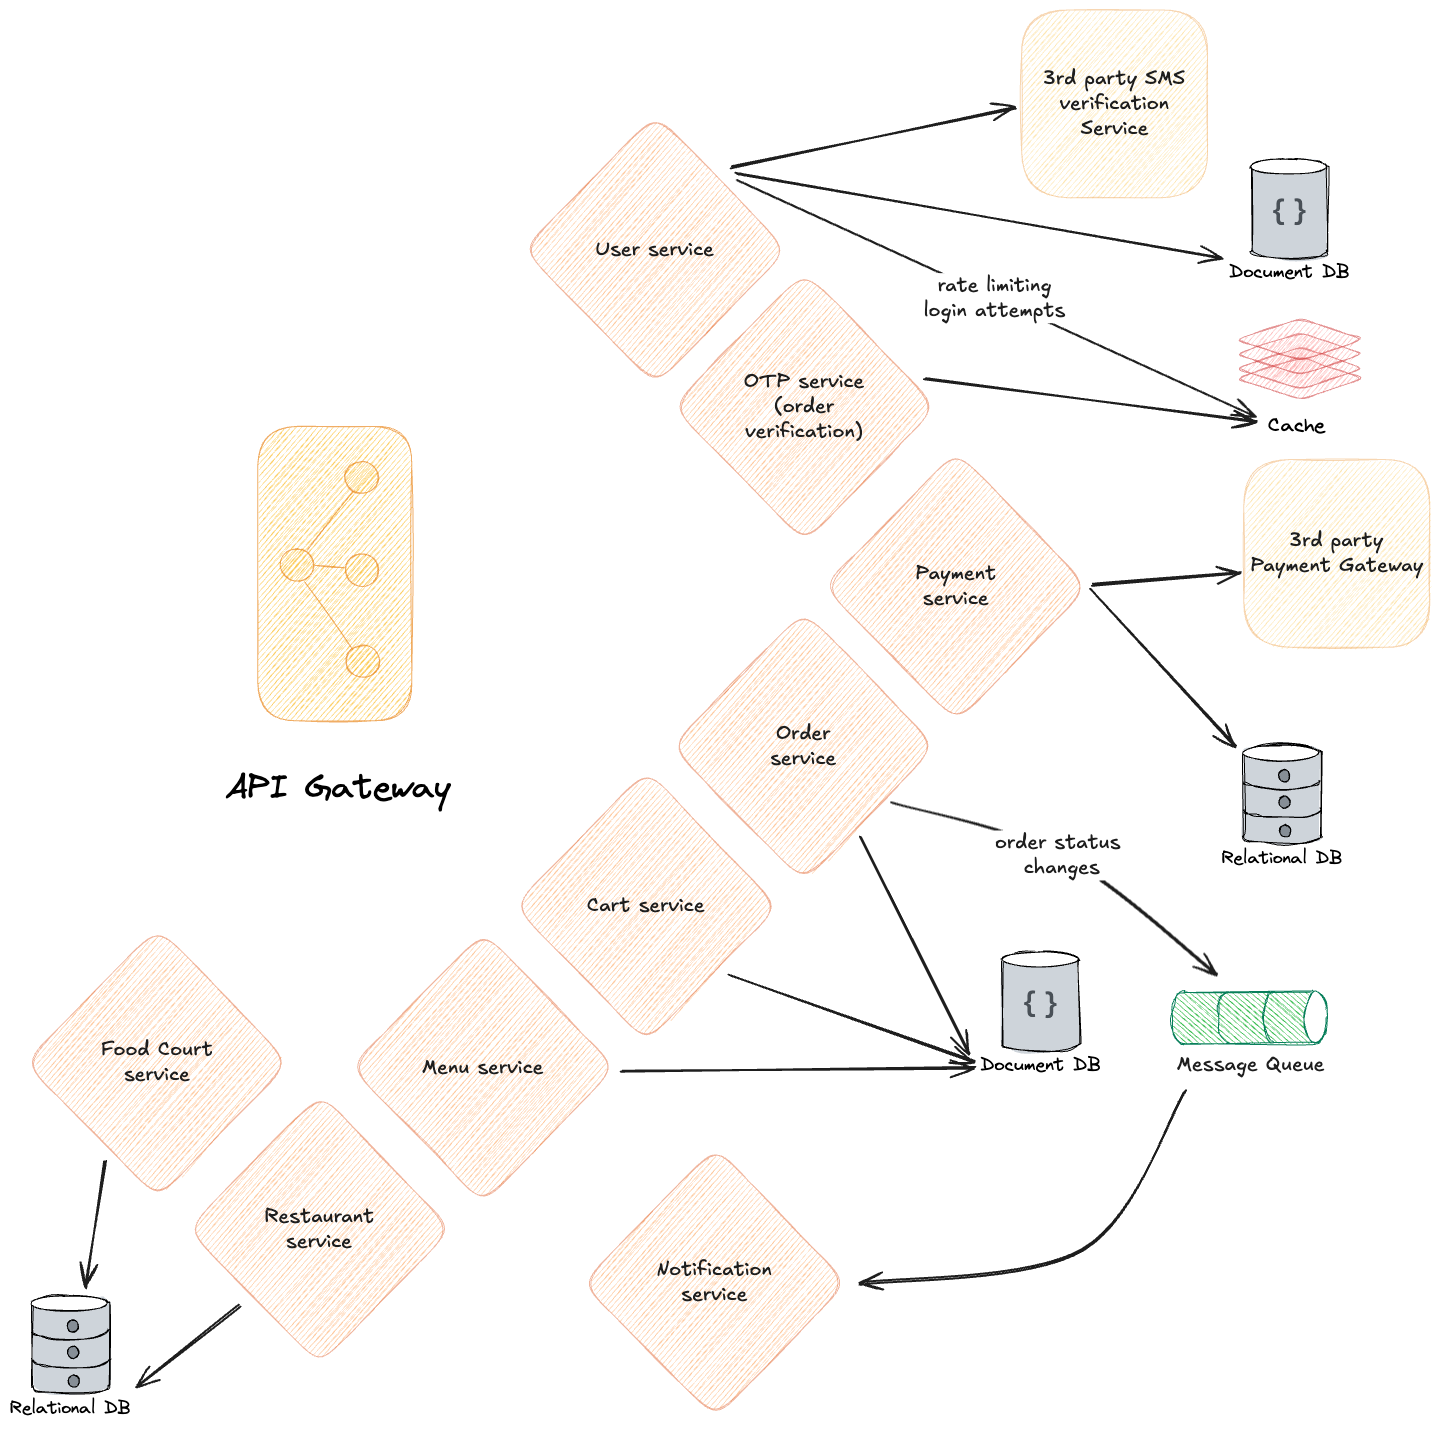 3rd party SMS
verification
Service
User service
{ }
Document DB
rate limiting
login attempts
OTP service
(order
verification)
Cache
3rd party
Payment Gateway
Payment
service
Order
service
API Gateway
order status
changes
Relational DB
Cart service
{ }
Document DB
Message Queue
Food Court
service
Menu service
Restaurant
service
Notification
service
Relational DB